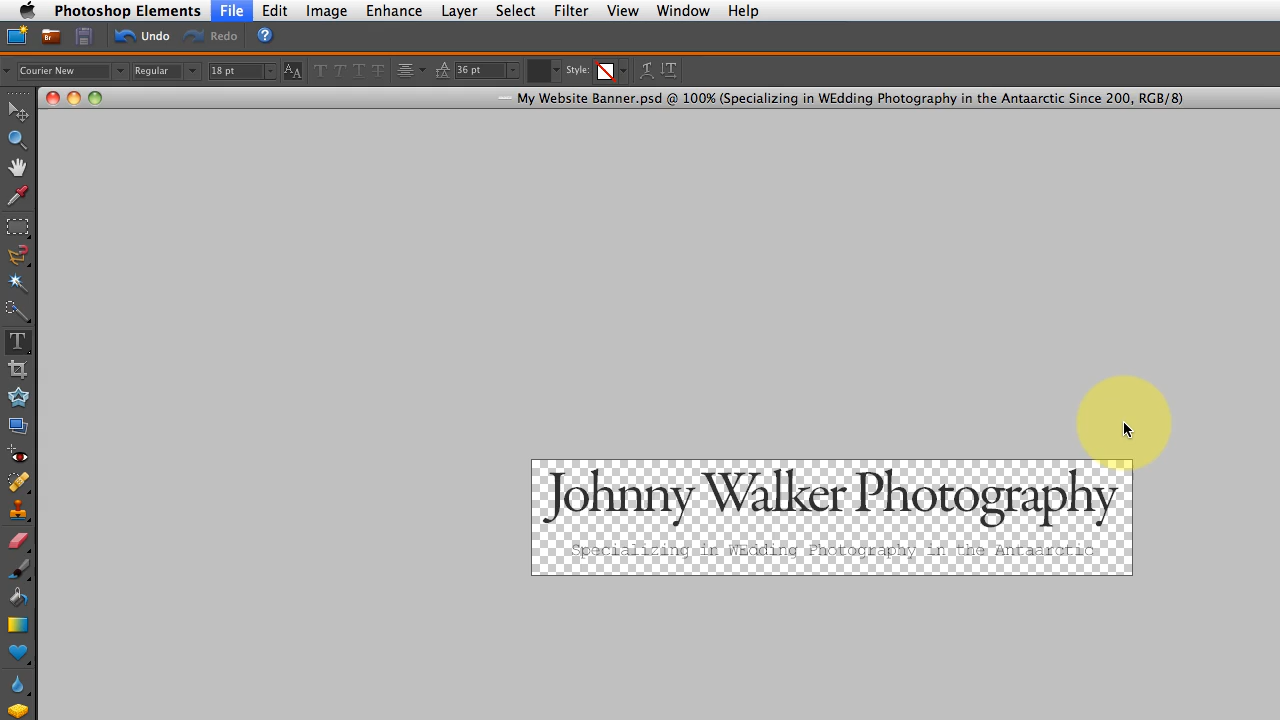 Photoshop Elements File Edit Image Enhance Layer Select Filter View Window Help
Br Undo Redo ?
Courier New Regular 18 pt AA T T T T 36 pt Style: T T
My Website Banner.psd @ 100% (Specializing in WEdding Photography in the Antaarctic Since 200, RGB/8)
T
Johnny Walker Photography
Specializing in WEdding Photography in the Antaarctic